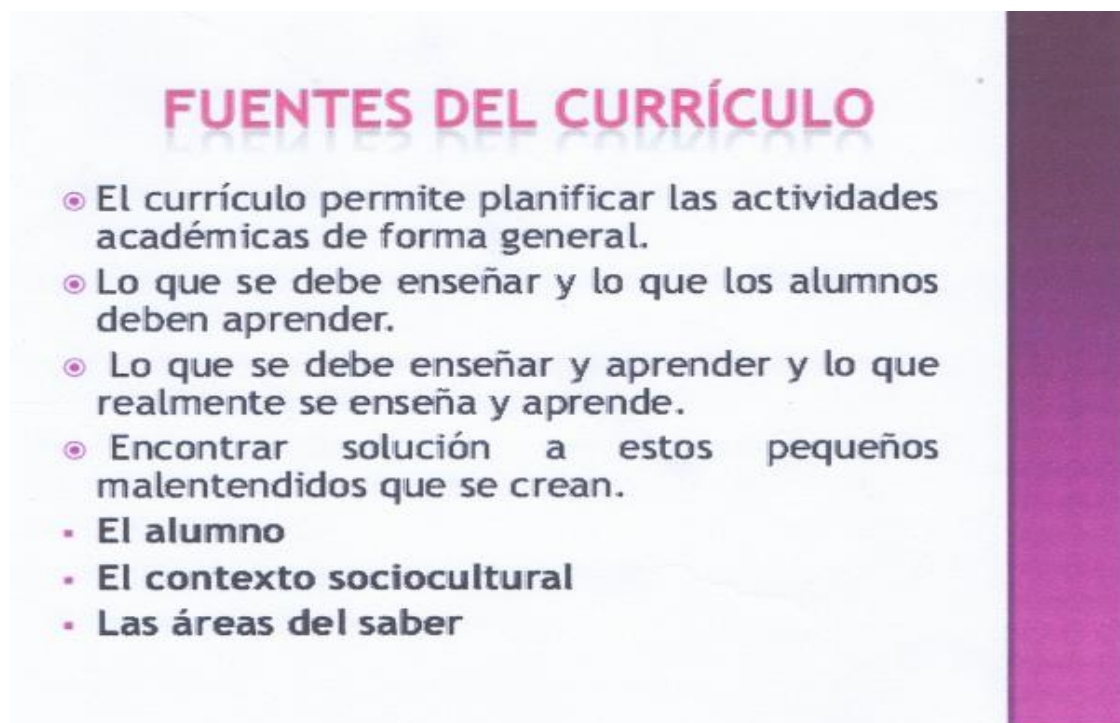 FUENTES DEL CURRÍCULO
El currículo permite planificar las actividades
académicas de forma general.
Lo que se debe enseñar y lo que los alumnos
deben aprender.
Lo que se debe enseñar y aprender y lo que
realmente se enseña y aprende.
Encontrar solución a estos pequeños
malentendidos que se crean.
El alumno
El contexto sociocultural
Las áreas del saber